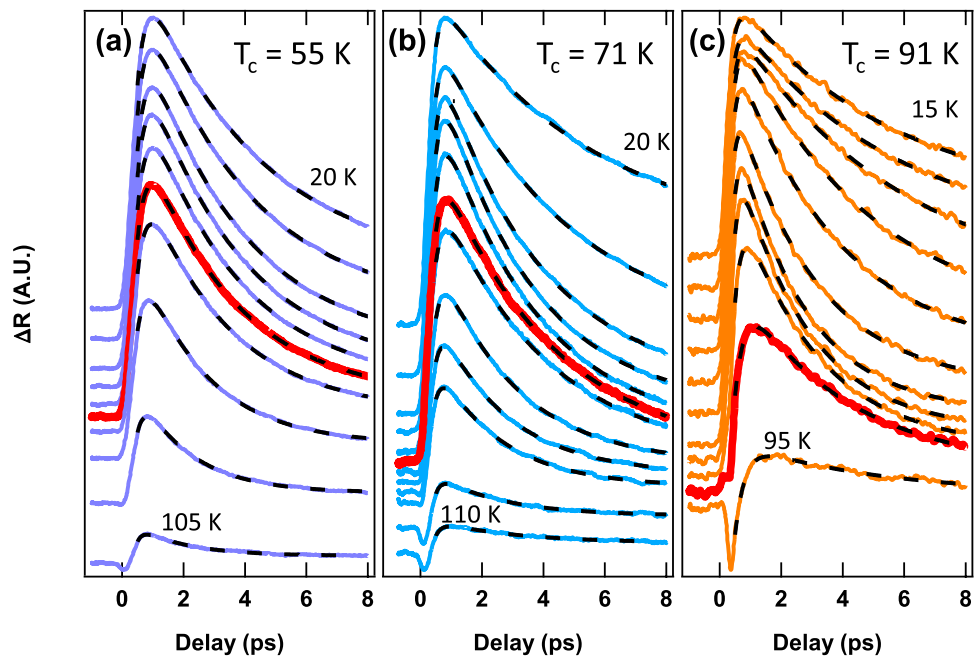 (a) T_c = 55 K
(b) T_c = 71 K
(c) T_c = 91 K
20 K
20 K
15 K
105 K
110 K
95 K
ΔR (A.U.)
0 2 4 6 8
0 2 4 6 8
0 2 4 6 8
Delay (ps)
Delay (ps)
Delay (ps)